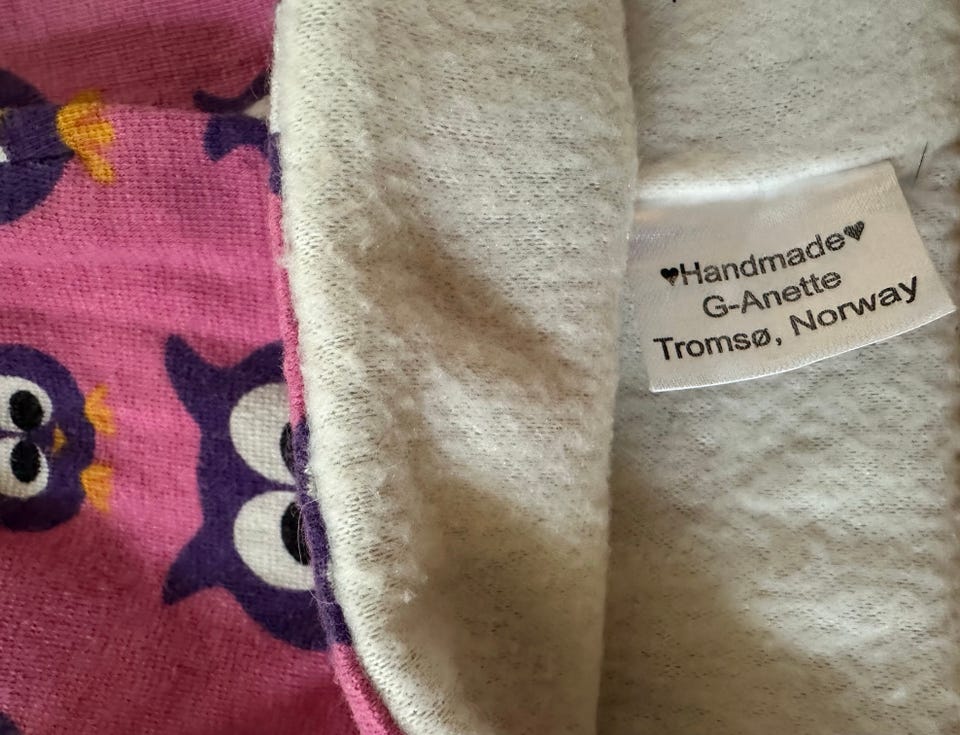 ♥Handmade♥
G-Anette
Tromsø, Norway